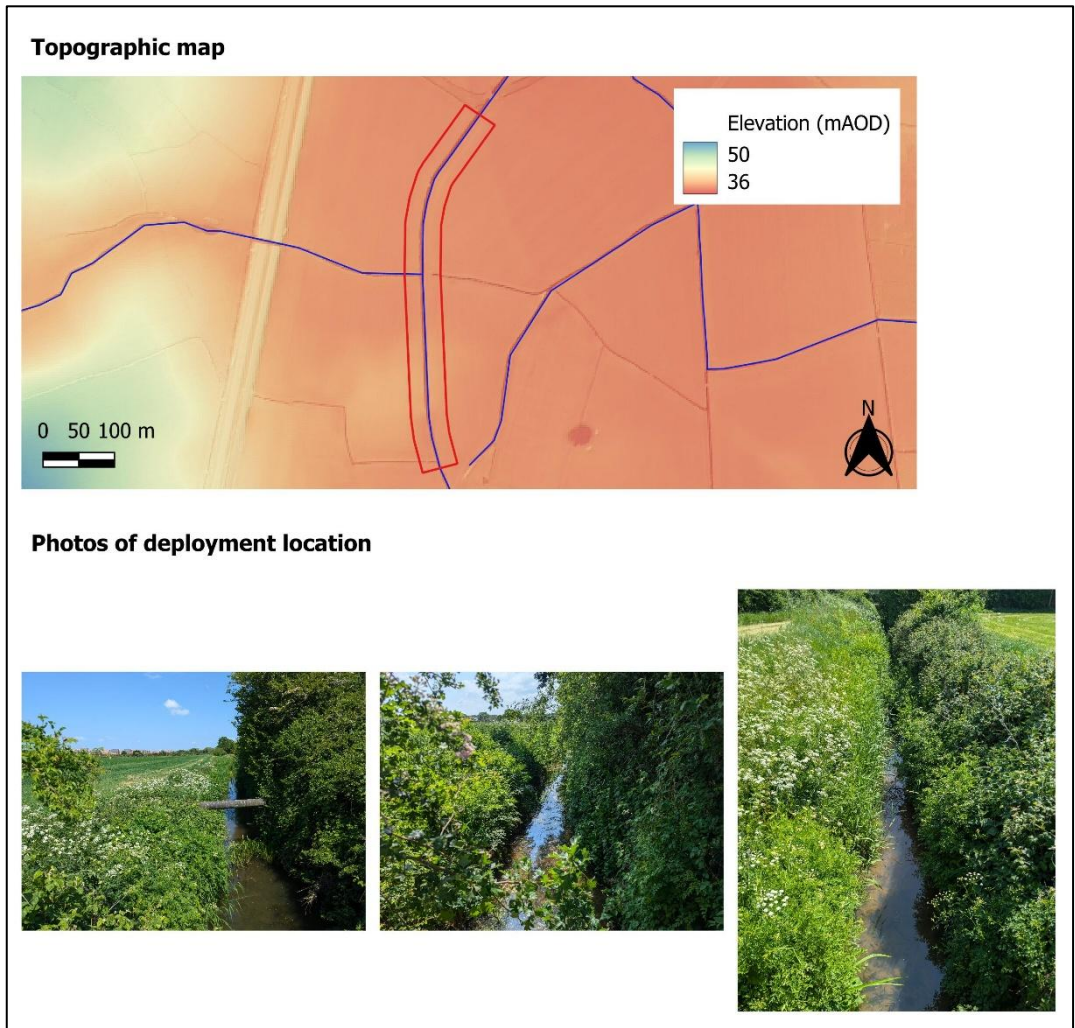 Topographic map
Elevation (mAOD)
50
36
0 50 100 m
N
Photos of deployment location